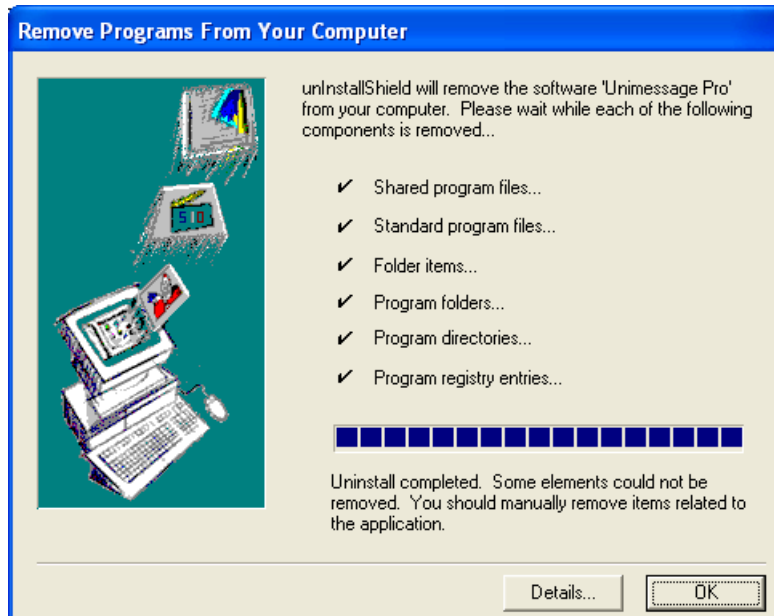 Remove Programs From Your Computer
unInstallShield will remove the software 'Unimessage Pro'
from your computer.  Please wait while each of the following
components is removed...
✔ Shared program files...
✔ Standard program files...
✔ Folder items...
✔ Program folders...
✔ Program directories...
✔ Program registry entries...
Uninstall completed.  Some elements could not be
removed.  You should manually remove items related to
the application.
Details... OK